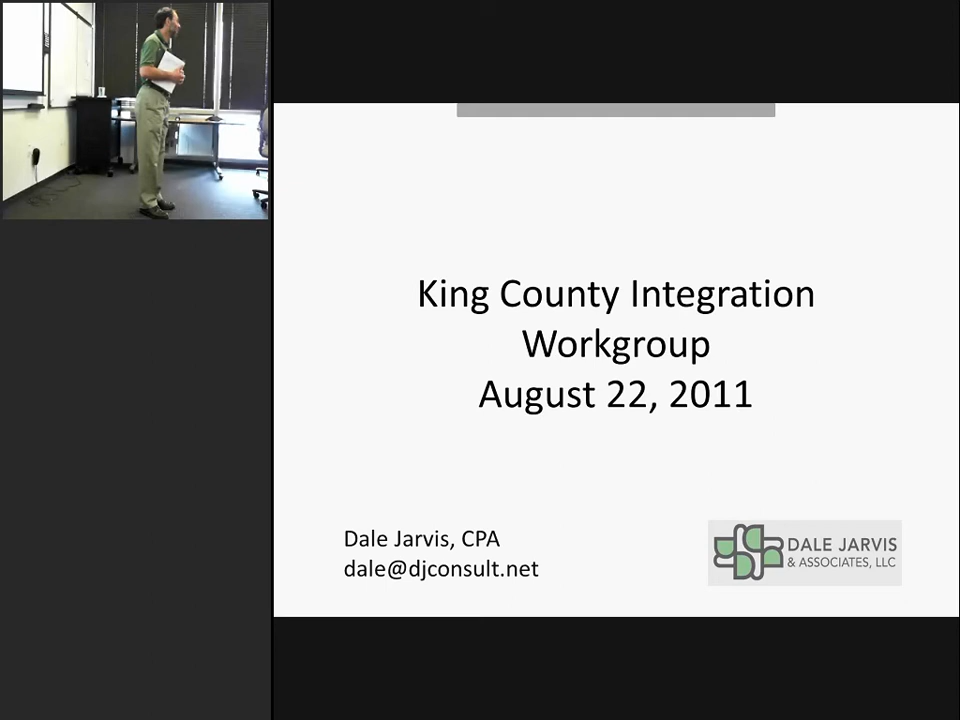 King County Integration
Workgroup
August 22, 2011
Dale Jarvis, CPA
dale@djconsult.net
DALE JARVIS
& ASSOCIATES, LLC